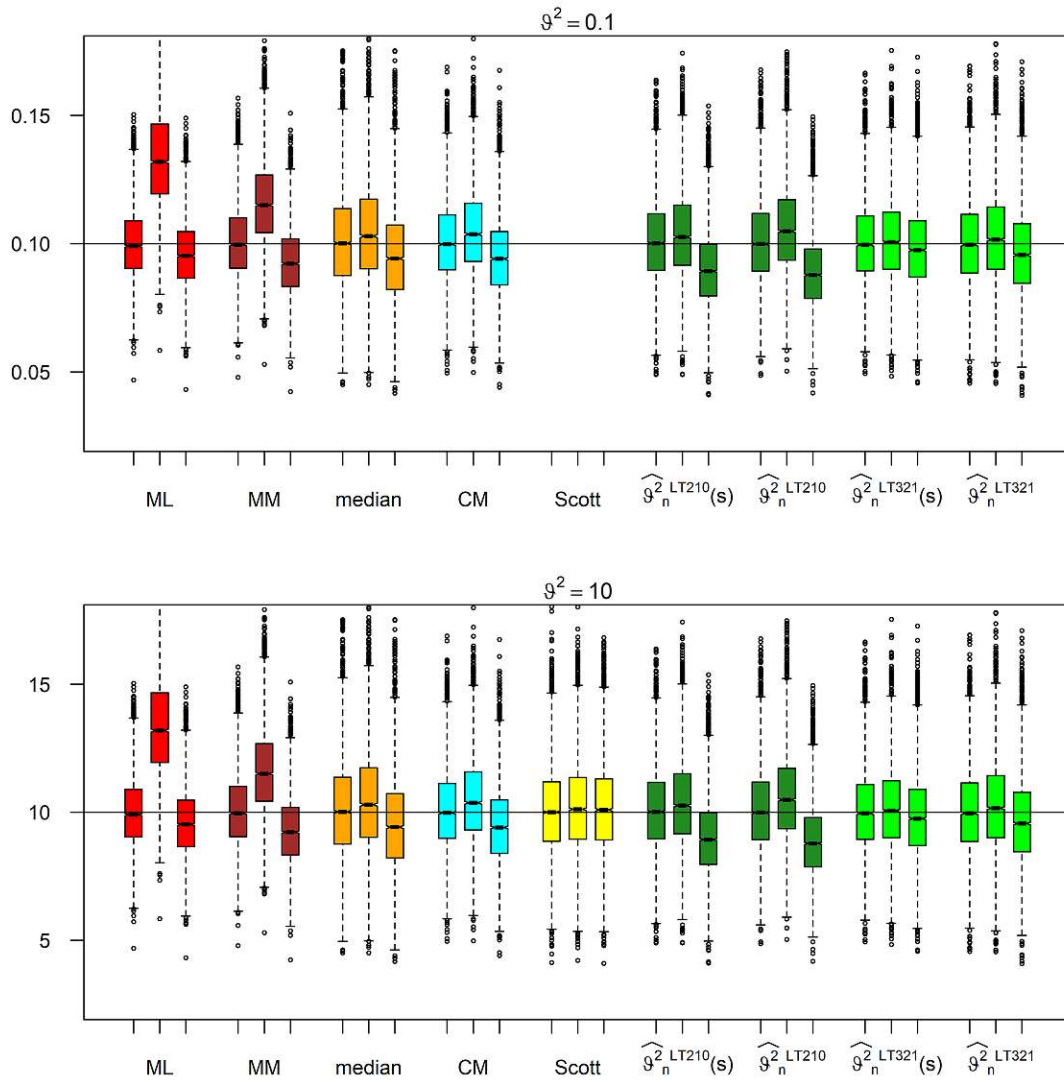 ϑ² = 0.1
0.15
0.10
0.05
ML MM median CM Scott ϑ̂²ₙ LT210(s) ϑ̂²ₙ LT210 ϑ̂²ₙ LT321(s) ϑ̂²ₙ LT321
ϑ² = 10
15
10
5
ML MM median CM Scott ϑ̂²ₙ LT210(s) ϑ̂²ₙ LT210 ϑ̂²ₙ LT321(s) ϑ̂²ₙ LT321